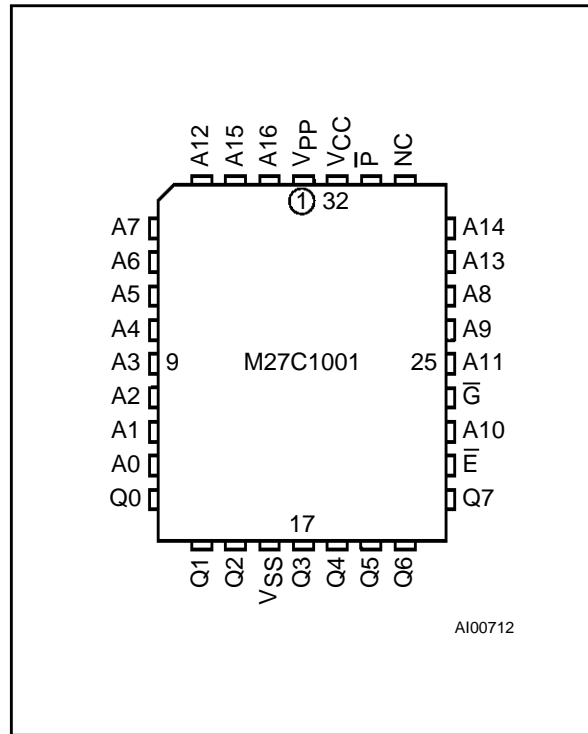 A12 A15 A16 VPP VCC P̅ NC
1 32
A7 A14
A6 A13
A5 A8
A4 A9
A3 9 M27C1001 25 A11
A2 G̅
A1 A10
A0 E̅
Q0 Q7
17
Q1 Q2 VSS Q3 Q4 Q5 Q6
AI00712